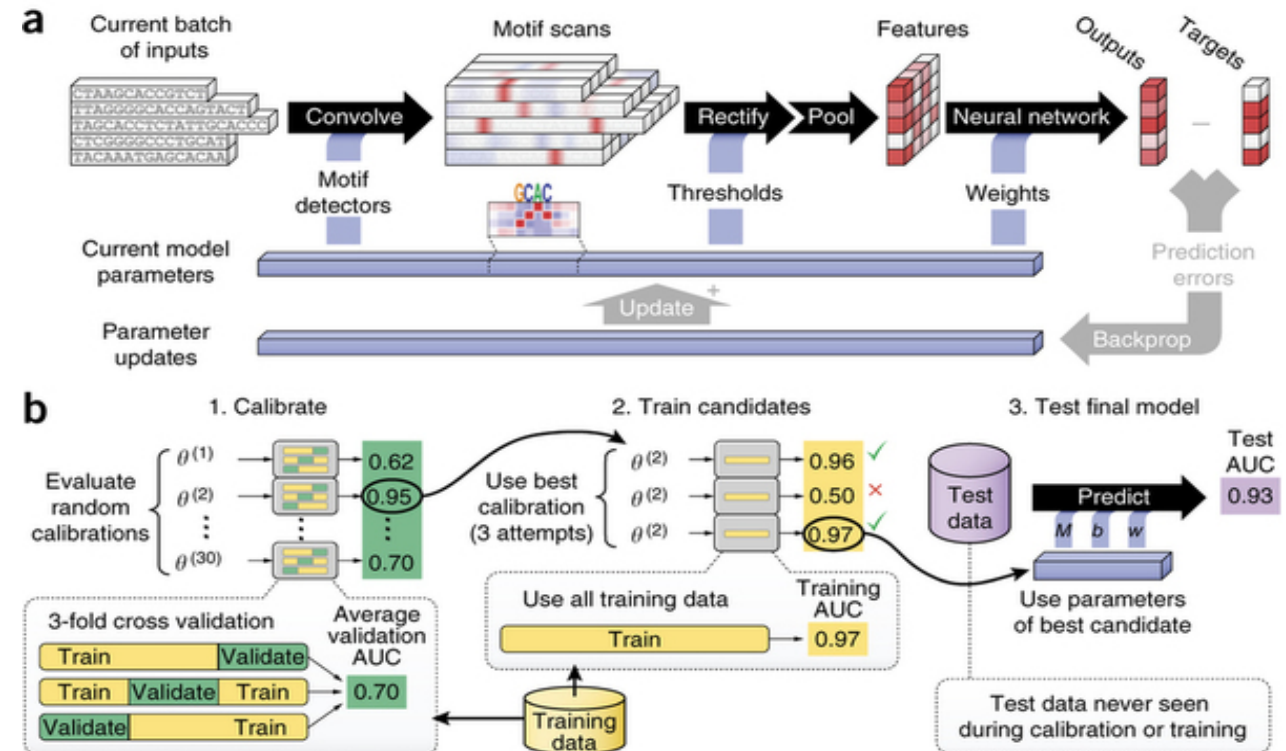 a
Current batch
of inputs
Motif scans
Features
Outputs
Targets
CTAAGCACCGTCT
TTAGGGGCACCAGTACT
TAGCACCTCTATTGCACCC
CTCGGGGCCCTGCAT
TACAAATGAGCACAA
Convolve
Rectify
Pool
Neural network
–
Motif
detectors
GCAC
Thresholds
Weights
Current model
parameters
Prediction
errors
Update
+
Parameter
updates
Backprop
b
1. Calibrate
2. Train candidates
3. Test final model
Evaluate
random
calibrations
θ(1)
0.62
θ(2)
0.95
⋮
⋮
⋮
θ(30)
0.70
Use best
calibration
(3 attempts)
θ(2)
0.96
✓
θ(2)
0.50
×
θ(2)
0.97
✓
Test
data
Predict
M b w
Test
AUC
0.93
Use parameters
of best candidate
3-fold cross validation
Average
validation
AUC
Train Validate
Train Validate Train
Validate Train
0.70
Use all training data
Training
AUC
Train
0.97
Training
data
Test data never seen
during calibration or training